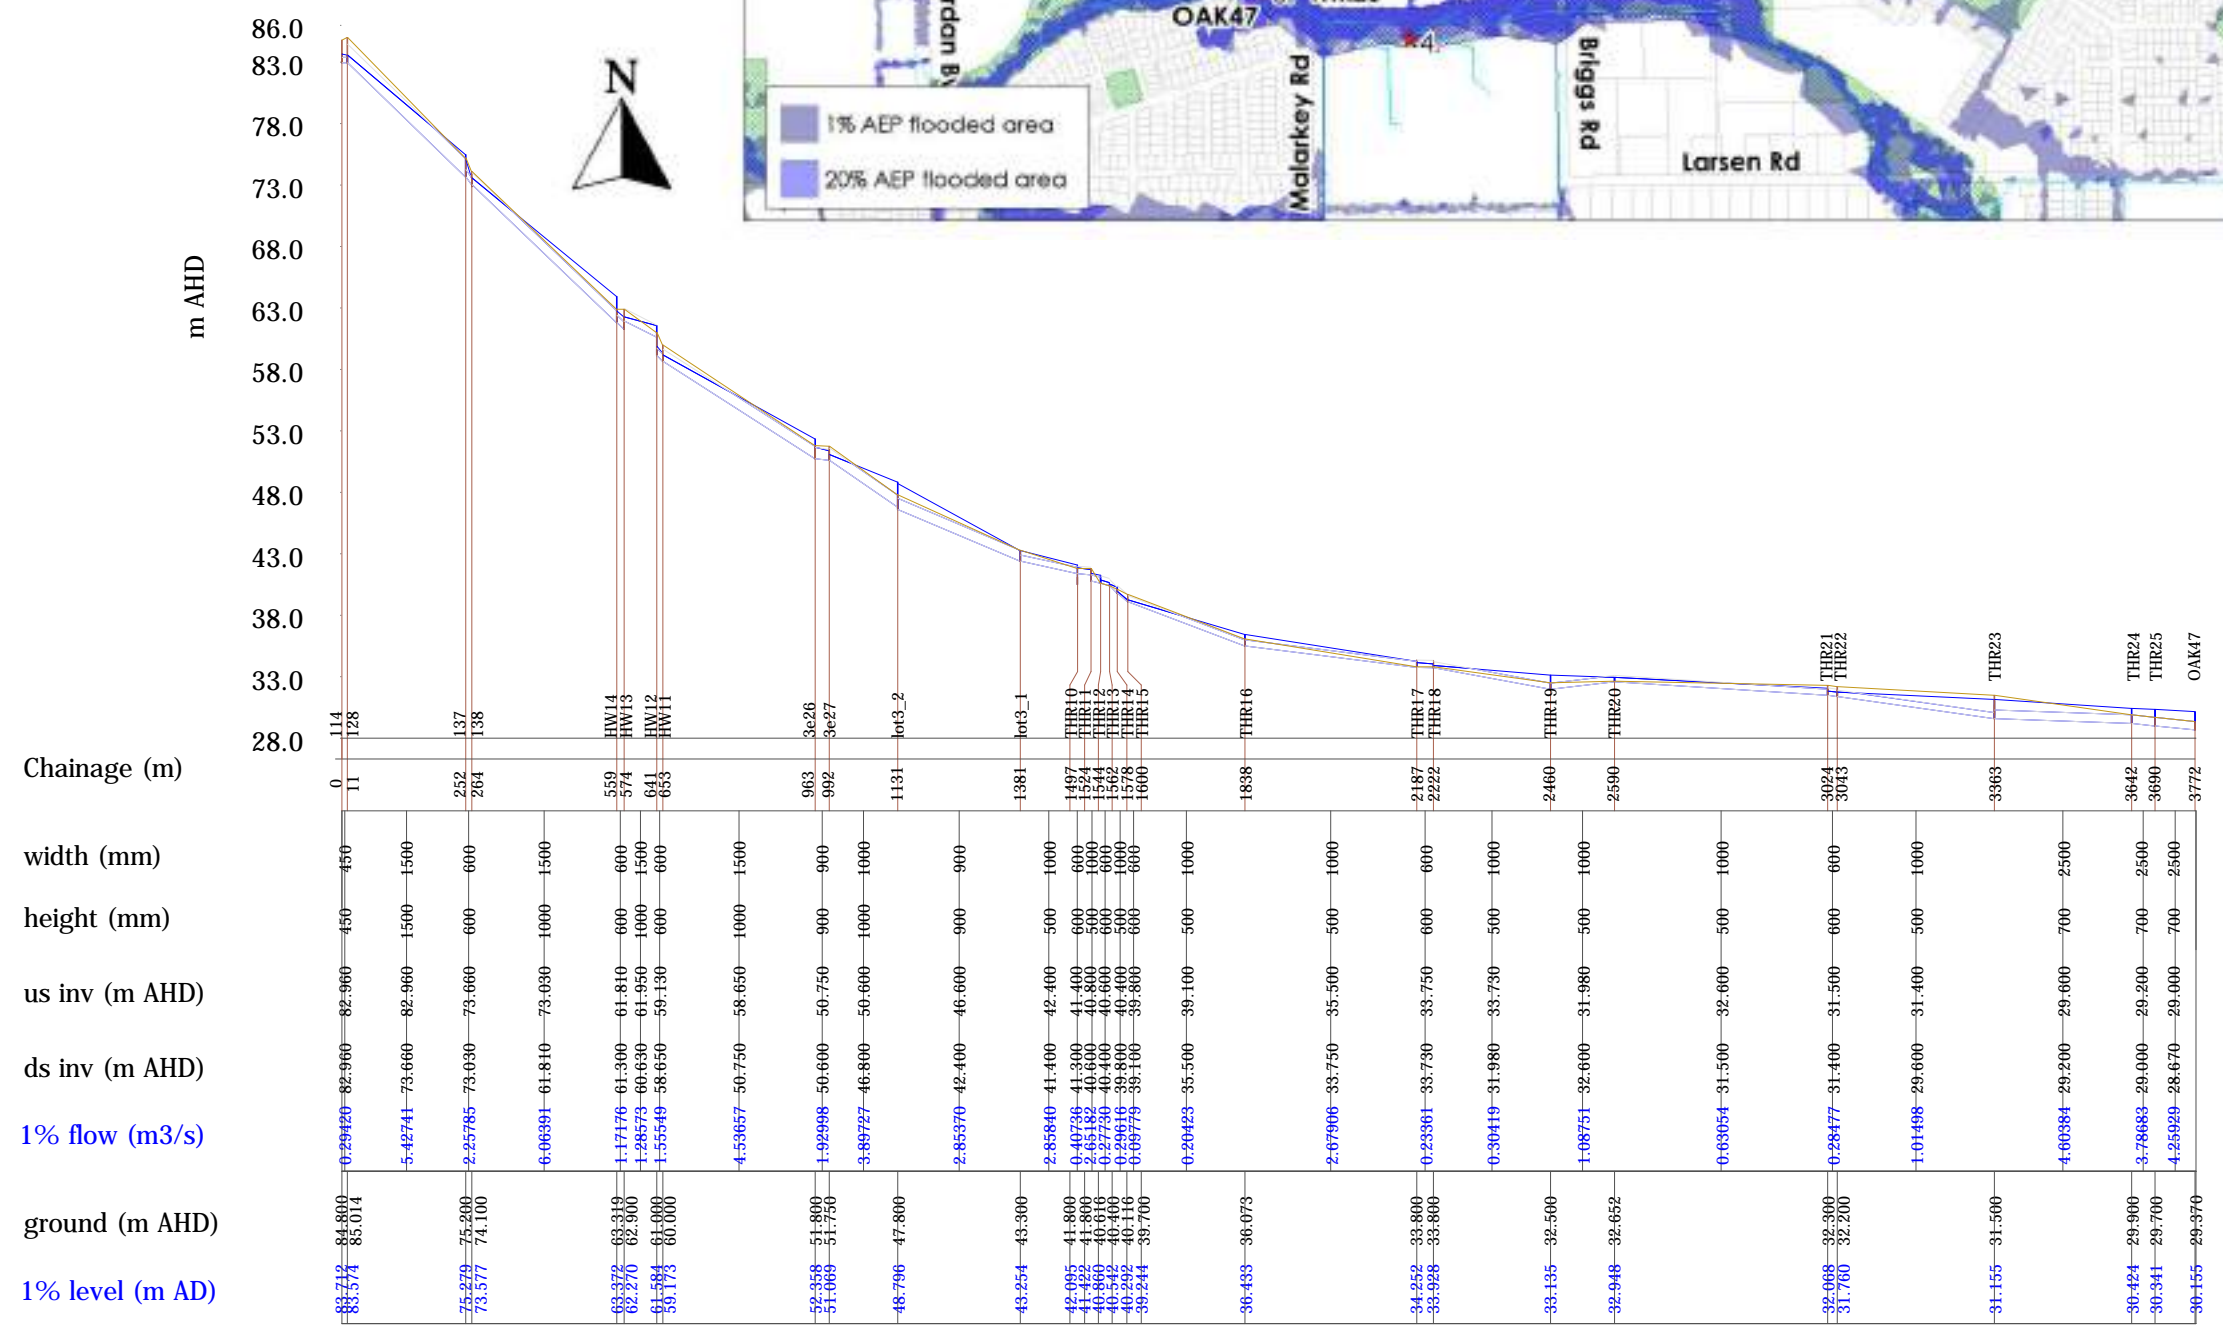 OAK47
Malarkey Rd
Briggs Rd
Larsen Rd
4
N
1% AEP flooded area
20% AEP flooded area
m AHD
86.0
83.0
78.0
73.0
68.0
63.0
58.0
53.0
48.0
43.0
38.0
33.0
28.0
114 128 137 138 HW14 HW13 HW12 HW11 3e26 3e27 lot3_2 lot3_1 THR10 THR11 THR12 THR13 THR14 THR15 THR16 THR17 THR18 THR19 THR20 THR21 THR22 THR23 THR24 THR25 OAK47
Chainage (m) 0 11 252 264 559 574 641 653 963 992 1131 1381 1497 1524 1544 1562 1578 1600 1838 2187 2222 2460 2590 3024 3043 3363 3642 3690 3772
width (mm) 450 1500 600 1500 600 1500 600 1500 900 1000 900 1000 600 1000 600 1000 600 1000 1000 600 1000 1000 1000 600 1000 2500 2500 2500
height (mm) 450 1500 600 1000 600 1000 600 1000 900 1000 900 500 600 500 600 500 600 500 500 600 500 500 500 600 500 700 700 700
us inv (m AHD) 82.960 82.960 73.660 73.030 61.810 61.950 59.130 58.650 50.750 50.600 46.600 42.400 41.400 40.800 40.600 40.400 39.800 39.100 35.500 33.750 33.730 31.980 32.600 31.500 31.400 29.600 29.200 29.000
ds inv (m AHD) 82.960 73.660 73.030 61.810 61.300 60.630 58.650 50.750 50.600 46.800 42.400 41.400 41.300 40.600 40.400 39.800 39.100 35.500 33.750 33.730 31.980 32.600 31.500 31.400 29.600 29.200 29.000 28.670
1% flow (m3/s) 0.29420 5.42741 2.25785 6.06391 1.17176 1.28573 1.55549 4.53657 1.92998 3.89727 2.85370 2.85840 0.40736 2.65182 0.27730 0.29616 0.09779 0.20423 2.67906 0.23361 0.30419 1.08751 0.63054 0.28477 1.01498 4.60384 3.78683 4.25929
ground (m AHD) 84.800 85.014 75.200 74.100 63.319 62.900 61.000 60.000 51.800 51.750 47.800 43.300 41.800 41.800 40.616 40.400 40.116 39.700 36.073 33.800 33.800 32.500 32.652 32.300 32.200 31.500 29.900 29.700 29.370
1% level (m AD) 83.712 83.574 75.279 73.577 63.372 62.270 61.584 59.173 52.358 51.069 48.796 43.254 42.095 41.422 40.860 40.542 40.292 39.244 36.433 34.252 33.928 33.135 32.948 32.068 31.760 31.155 30.424 30.341 30.155